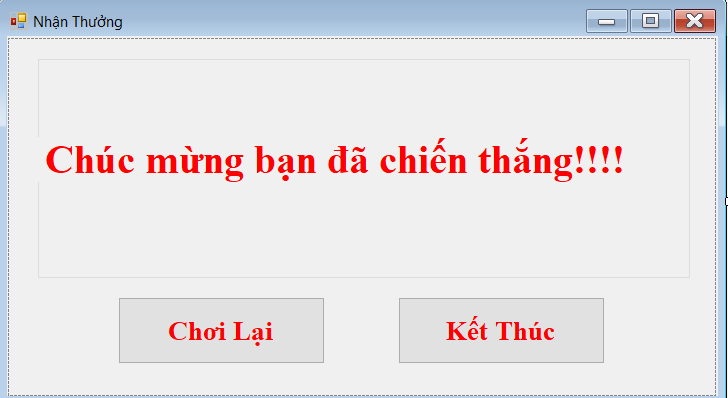 Nhận Thưởng
Chúc mừng bạn đã chiến thắng!!!!
Chơi Lại
Kết Thúc